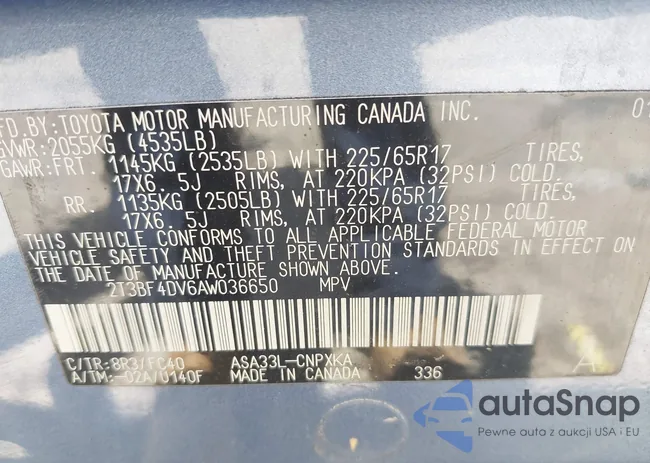 FD.BY:TOYOTA MOTOR MANUFACTURING CANADA INC. 01
GVWR:2055KG (4535LB)
GAWR:FRT. 1145KG (2535LB) WITH 225/65R17 TIRES,
17X6. 5J RIMS, AT 220KPA (32PSI) COLD.
RR. 1135KG (2505LB) WITH 225/65R17 TIRES,
17X6. 5J RIMS, AT 220KPA (32PSI) COLD.
THIS VEHICLE CONFORMS TO ALL APPLICABLE FEDERAL MOTOR
VEHICLE SAFETY AND THEFT PREVENTION STANDARDS IN EFFECT ON
THE DATE OF MANUFACTURE SHOWN ABOVE.
2T3BF4DV6AW036650 MPV
C/TR:8R3/FC40 ASA33L-CNPXKA A
A/TM:-02A/U140F MADE IN CANADA 336
autoSnap
Pewne auto z aukcji USA i EU